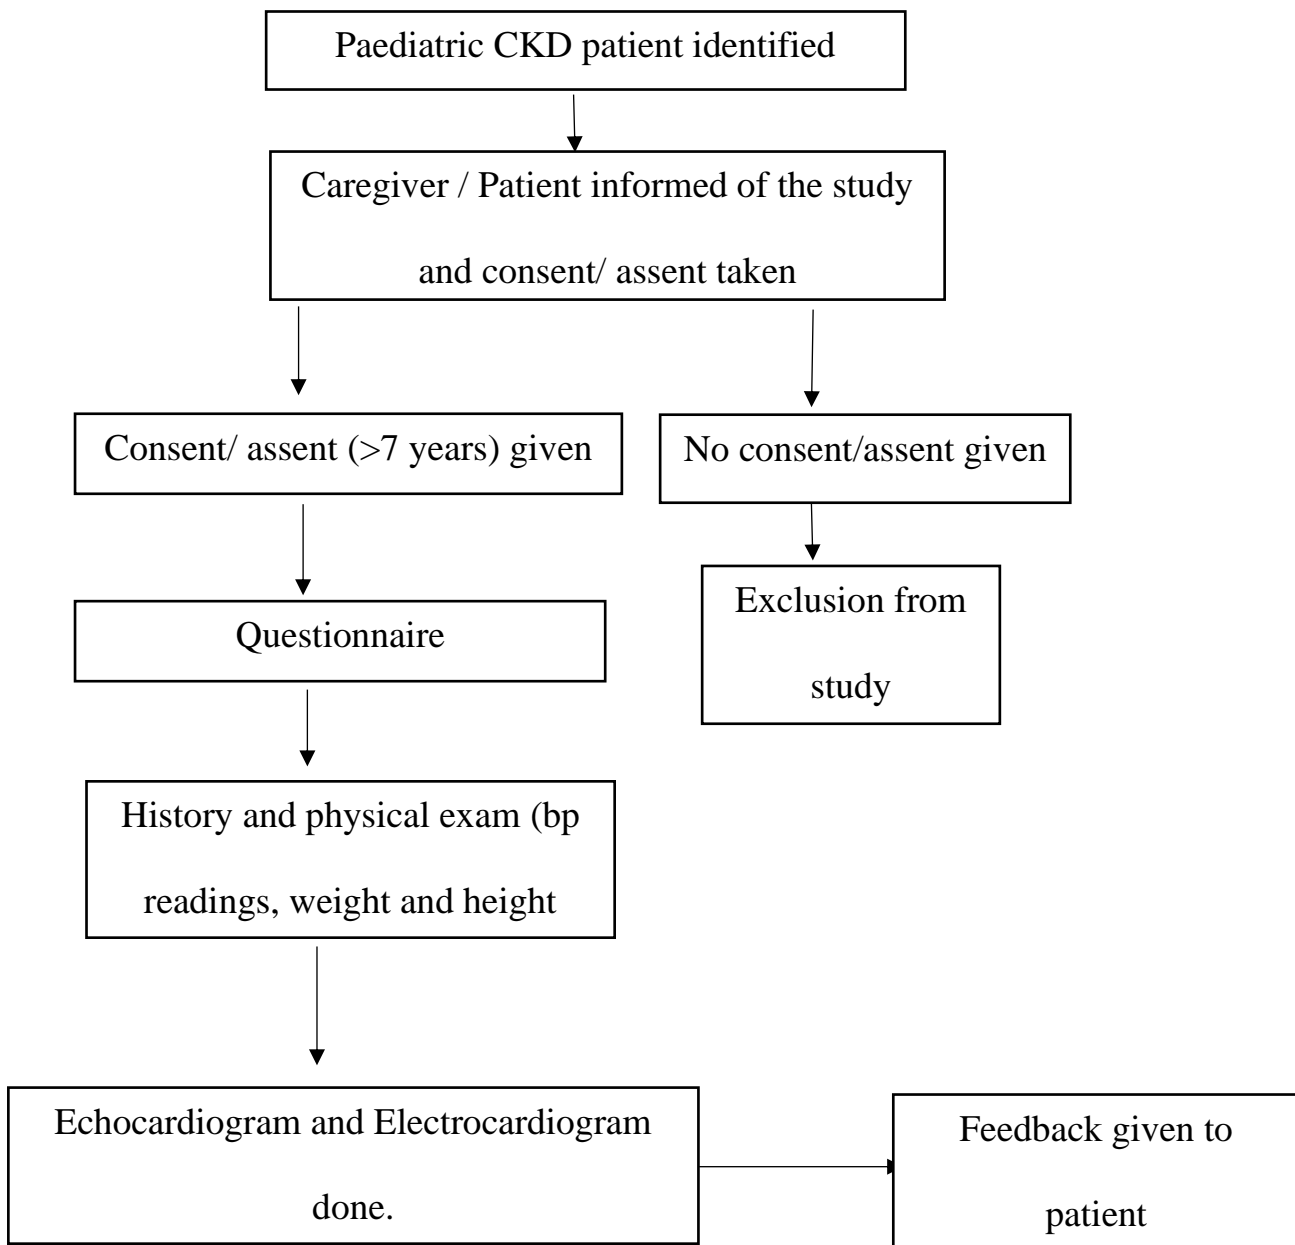 Paediatric CKD patient identified
Caregiver / Patient informed of the study
and consent/ assent taken
Consent/ assent (>7 years) given
No consent/assent given
Exclusion from
study
Questionnaire
History and physical exam (bp
readings, weight and height
Echocardiogram and Electrocardiogram
done.
Feedback given to
patient